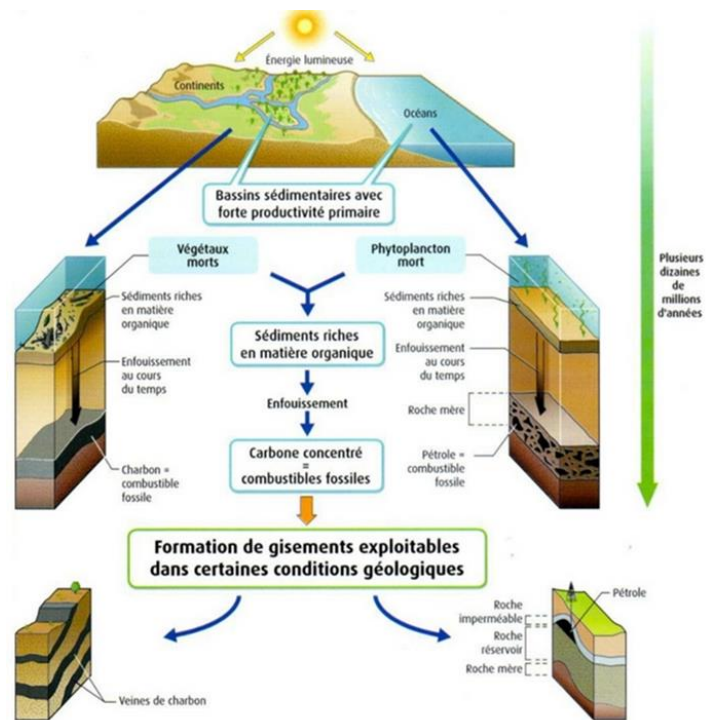 Énergie lumineuse
Continents
Océans
Bassins sédimentaires avec
forte productivité primaire
Végétaux
morts
Phytoplancton
mort
Plusieurs
dizaines
de
millions
d'années
Sédiments riches
en matière
organique
Sédiments riches
en matière organique
Sédiments riches
en matière
organique
Enfouissement
au cours
du temps
Enfouissement
Enfouissement
au cours
du temps
Roche mère
Carbone concentré
=
combustibles fossiles
Charbon =
combustible
fossile
Pétrole =
combustible
fossile
Formation de gisements exploitables
dans certaines conditions géologiques
Pétrole
Roche
imperméable
Roche
réservoir
Roche mère
Veines de charbon